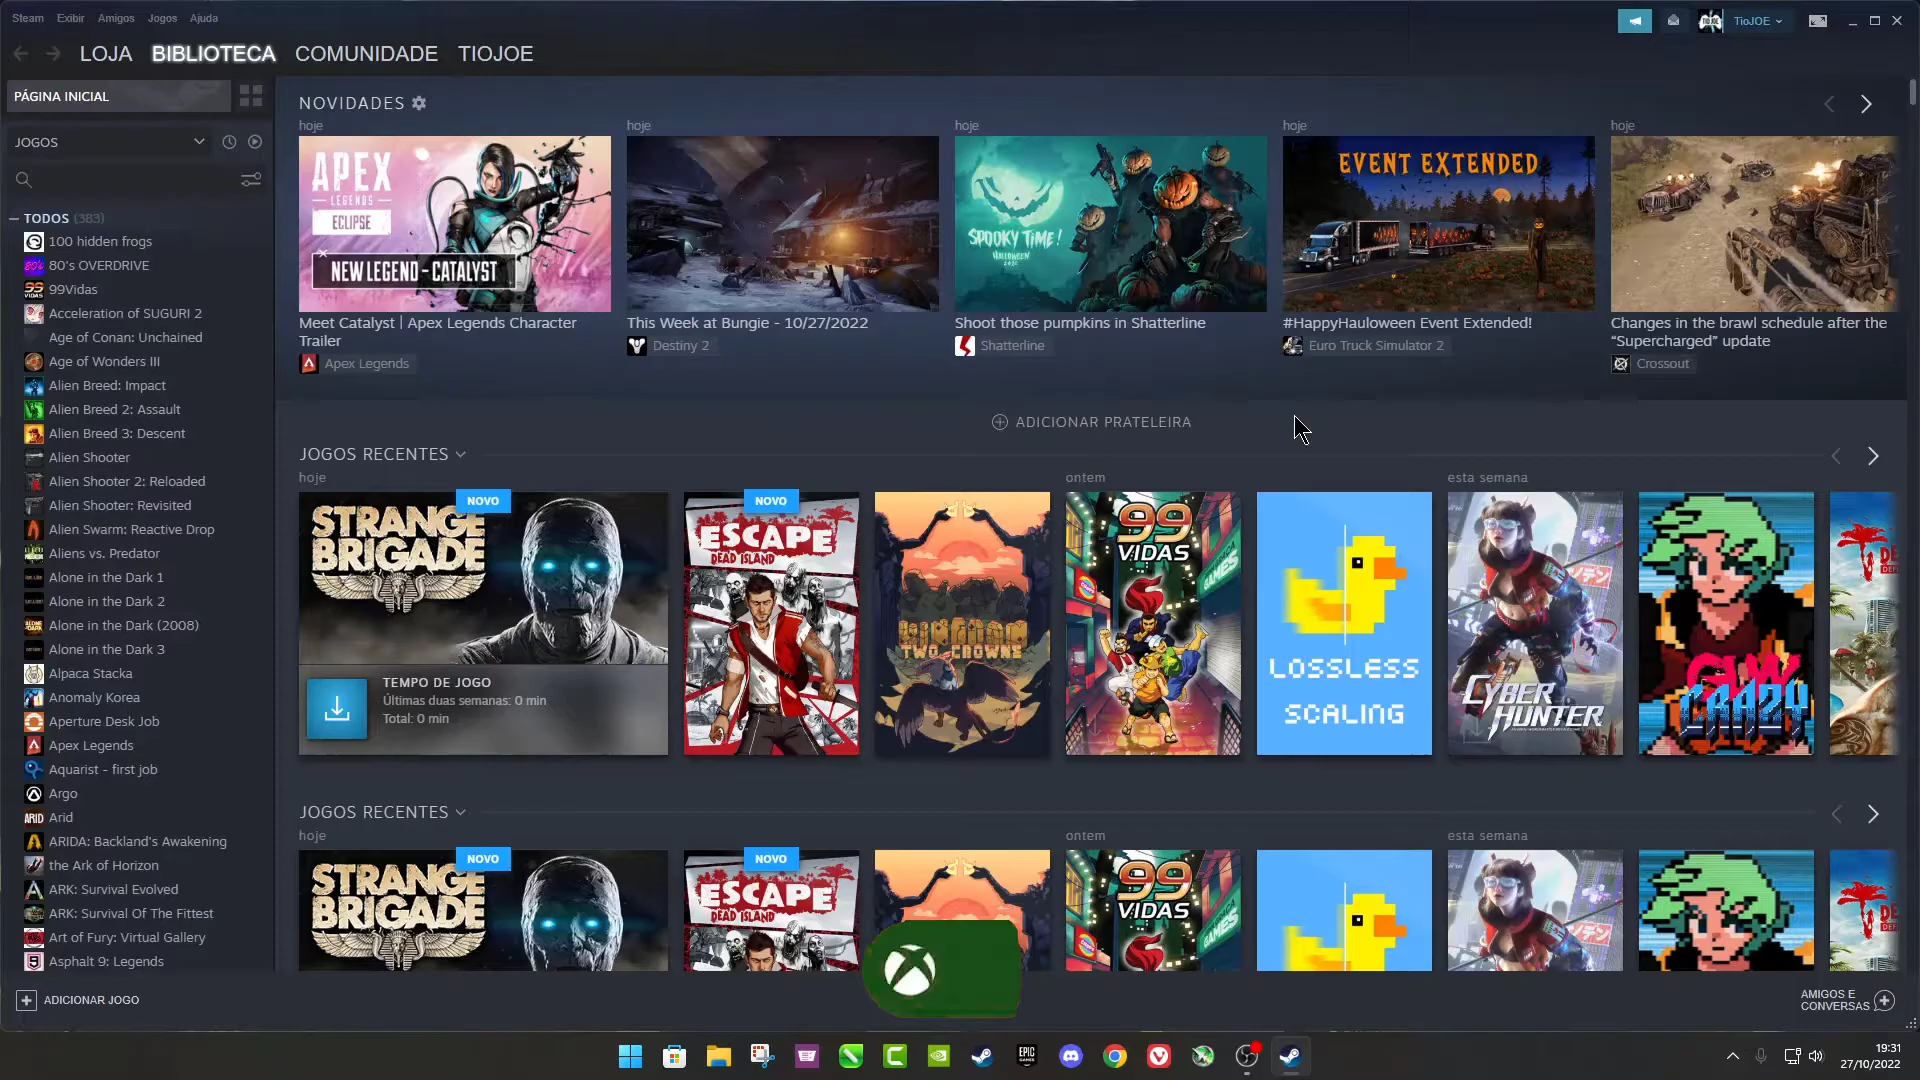 Steam Exibir Amigos Jogos Ajuda
TioJOE
LOJA BIBLIOTECA COMUNIDADE TIOJOE
PÁGINA INICIAL
JOGOS
TODOS (383)
100 hidden frogs
80's OVERDRIVE
99Vidas
Acceleration of SUGURI 2
Age of Conan: Unchained
Age of Wonders III
Alien Breed: Impact
Alien Breed 2: Assault
Alien Breed 3: Descent
Alien Shooter
Alien Shooter 2: Reloaded
Alien Shooter: Revisited
Alien Swarm: Reactive Drop
Aliens vs. Predator
Alone in the Dark 1
Alone in the Dark 2
Alone in the Dark (2008)
Alone in the Dark 3
Alpaca Stacka
Anomaly Korea
Aperture Desk Job
Apex Legends
Aquarist - first job
Argo
Arid
ARIDA: Backland's Awakening
the Ark of Horizon
ARK: Survival Evolved
ARK: Survival Of The Fittest
Art of Fury: Virtual Gallery
Asphalt 9: Legends
ADICIONAR JOGO
NOVIDADES
hoje
hoje
hoje
hoje
hoje
APEX
LEGENDS
ECLIPSE
NEW LEGEND - CATALYST
SPOOKY TIME!
HALLOWEEN
EVENT EXTENDED
Meet Catalyst | Apex Legends Character
Trailer
Apex Legends
This Week at Bungie - 10/27/2022
Destiny 2
Shoot those pumpkins in Shatterline
Shatterline
#HappyHauloween Event Extended!
Euro Truck Simulator 2
Changes in the brawl schedule after the
“Supercharged” update
Crossout
ADICIONAR PRATELEIRA
JOGOS RECENTES
hoje
ontem
esta semana
NOVO
STRANGE
BRIGADE
TEMPO DE JOGO
Últimas duas semanas: 0 min
Total: 0 min
NOVO
ESCAPE
DEAD ISLAND
KINGDOM
TWO CROWNS
99
VIDAS
GAMES
LOSSLESS
SCALING
CYBER
HUNTER
CRAZY
JOGOS RECENTES
hoje
ontem
esta semana
NOVO
STRANGE
BRIGADE
NOVO
ESCAPE
DEAD ISLAND
99
VIDAS
GAMES
AMIGOS E
CONVERSAS
EPIC
GAMES
19:31
27/10/2022